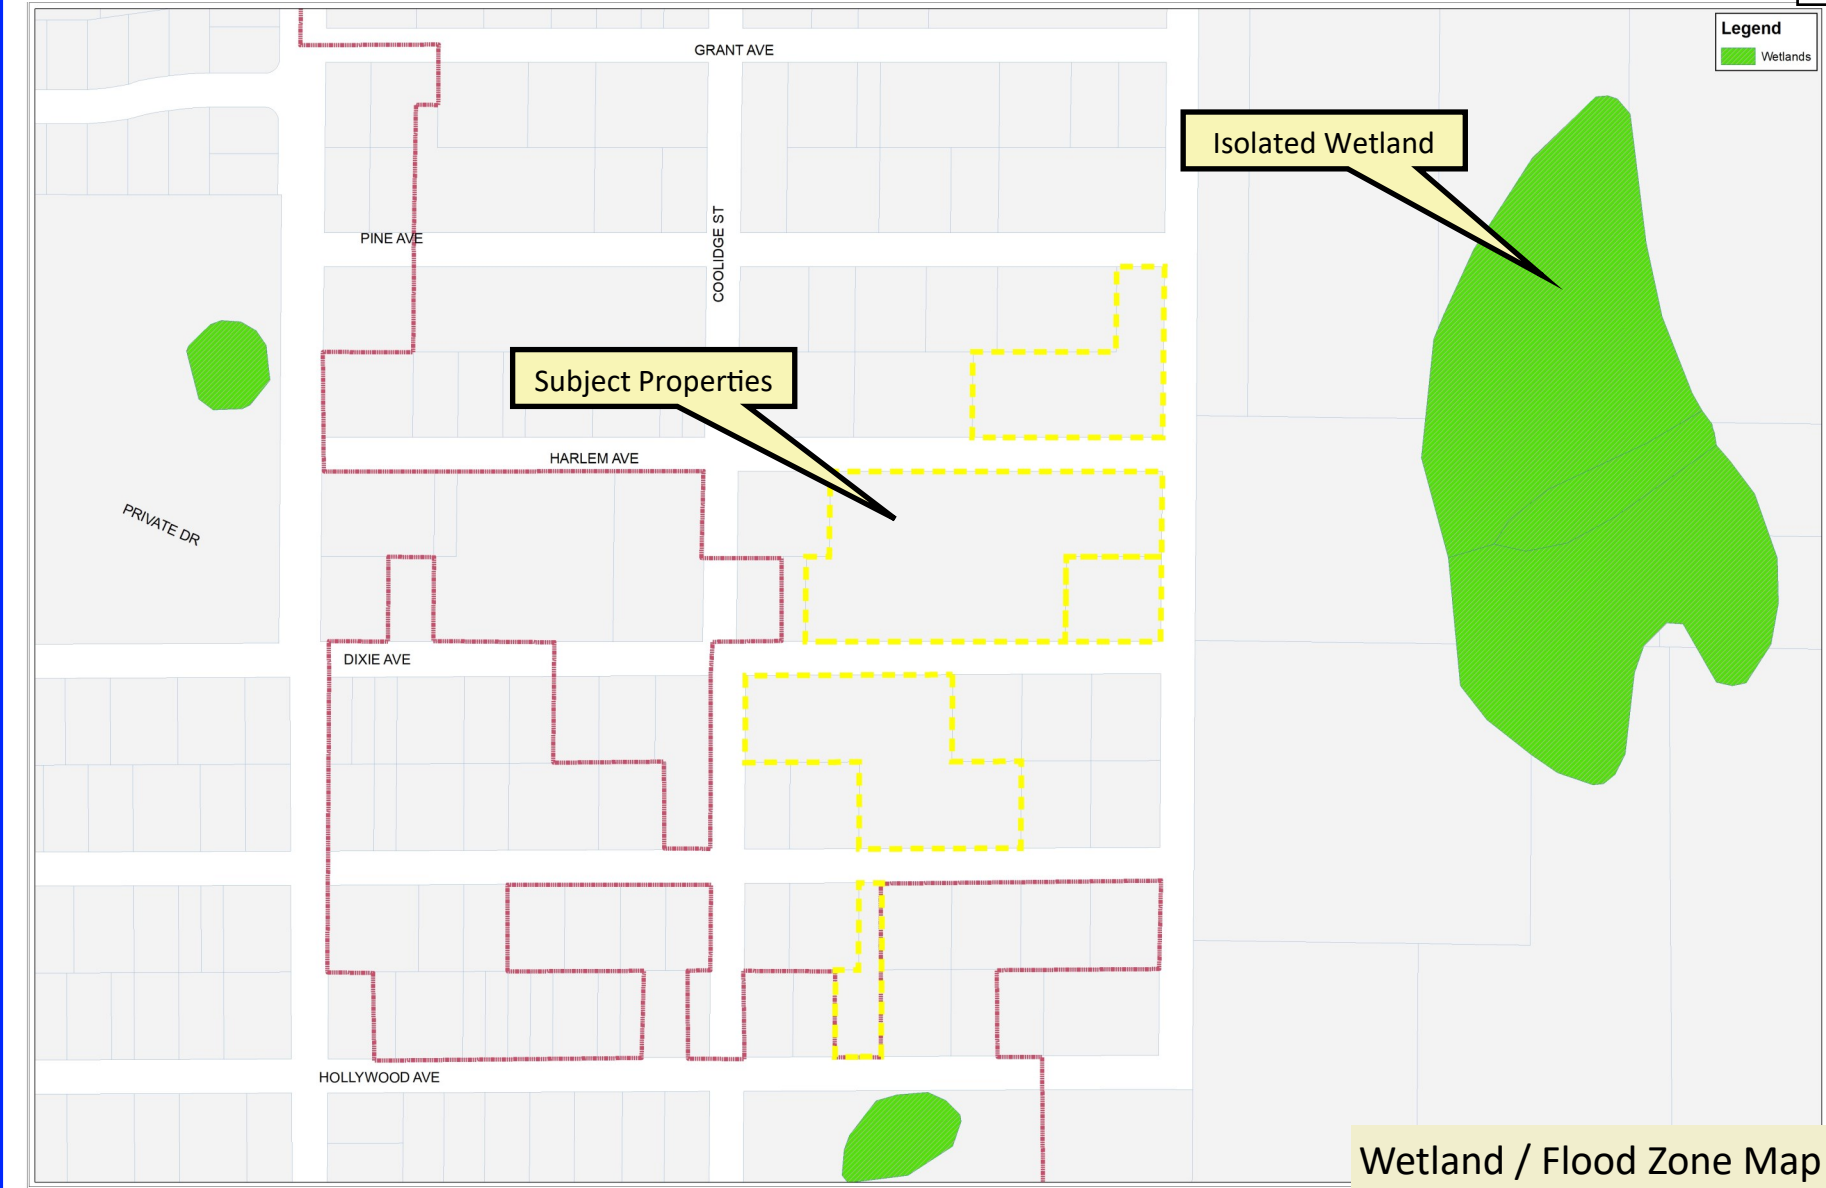 GRANT AVE
Legend
Wetlands
Isolated Wetland
PINE AVE
COOLIDGE ST
Subject Properties
HARLEM AVE
PRIVATE DR
DIXIE AVE
HOLLYWOOD AVE
Wetland / Flood Zone Map